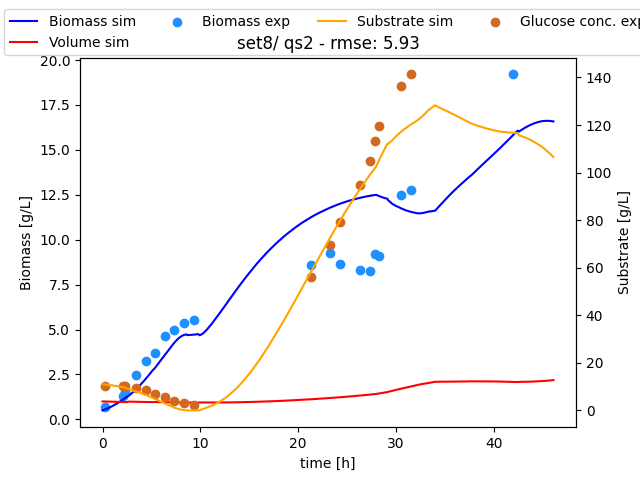 Biomass sim Biomass exp Substrate sim Glucose conc. exp
Volume sim
set8/ qs2 - rmse: 5.93
20.0
17.5
15.0
12.5
10.0
7.5
5.0
2.5
0.0
Biomass [g/L]
140
120
100
80
60
40
20
0
Substrate [g/L]
0 10 20 30 40
time [h]